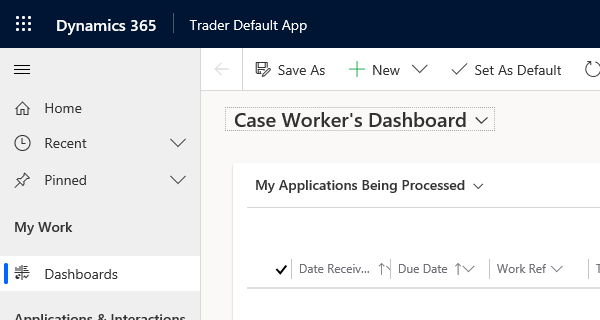 Dynamics 365 Trader Default App
Save As New Set As Default
Home
Recent
Pinned
My Work
Dashboards
Applications & Interactions
Case Worker's Dashboard
My Applications Being Processed
Date Receiv... Due Date Work Ref